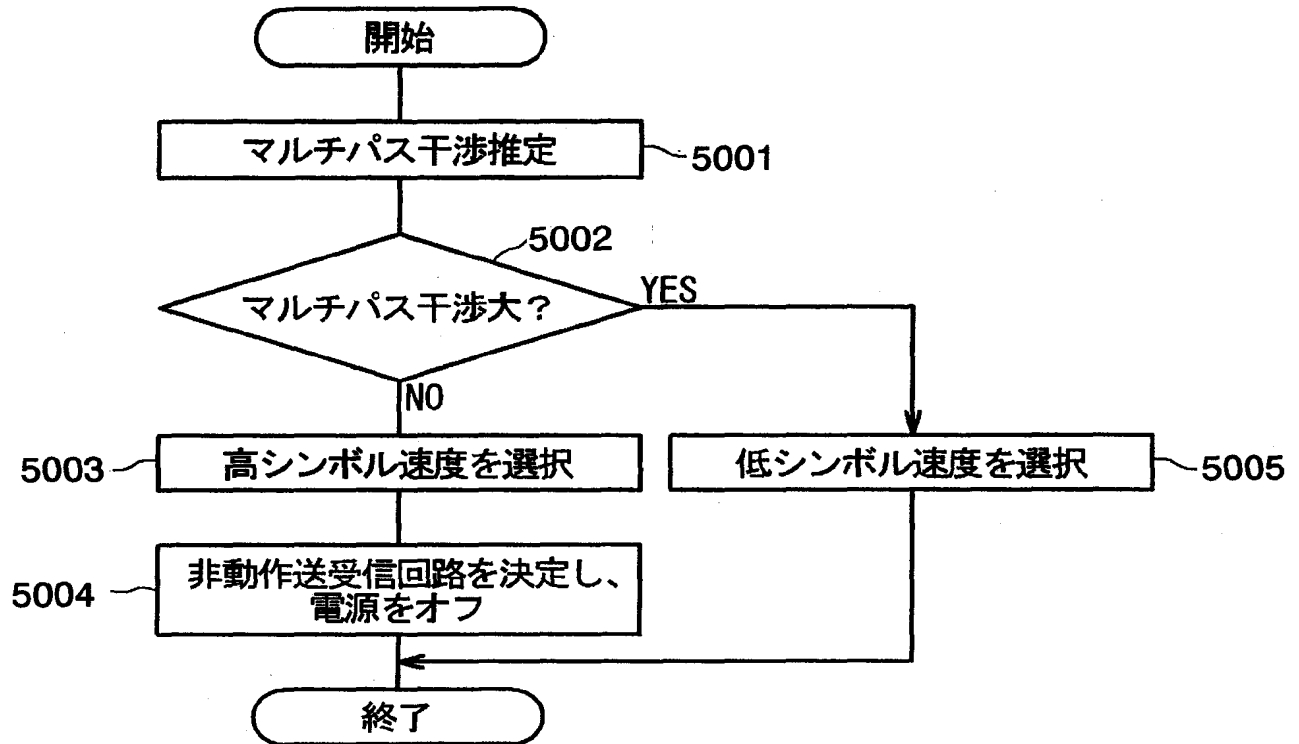 開始
マルチパス干渉推定
5001
5002
マルチパス干渉大？
YES
NO
5003
高シンボル速度を選択
低シンボル速度を選択
5005
5004
非動作送受信回路を決定し、
電源をオフ
終了